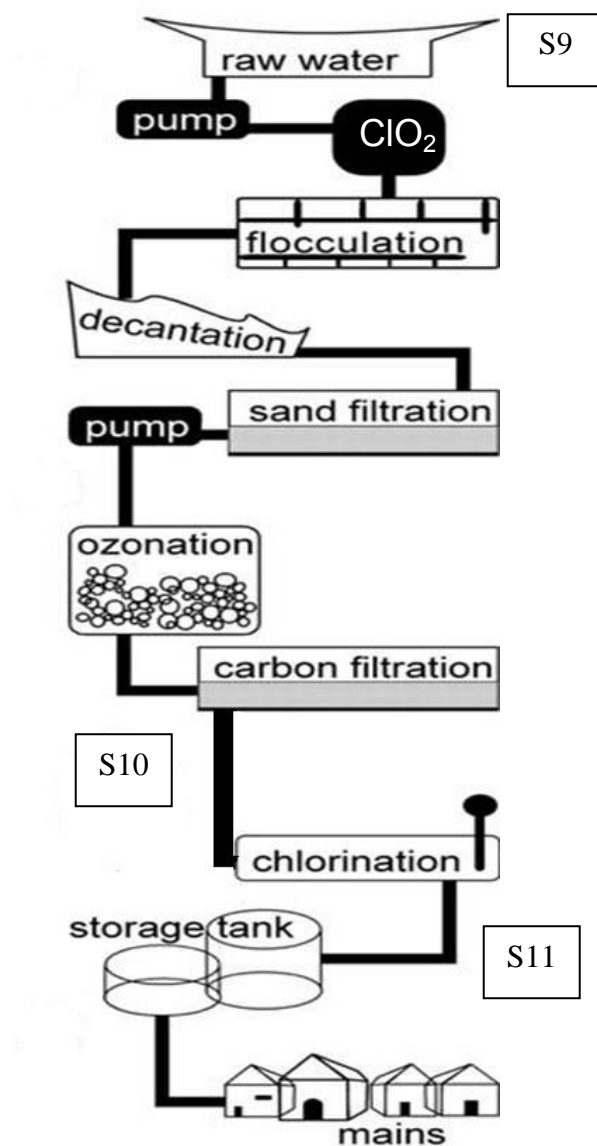 S9
raw water
pump
ClO₂
flocculation
decantation
sand filtration
pump
ozonation
carbon filtration
S10
chlorination
storage tank
S11
mains